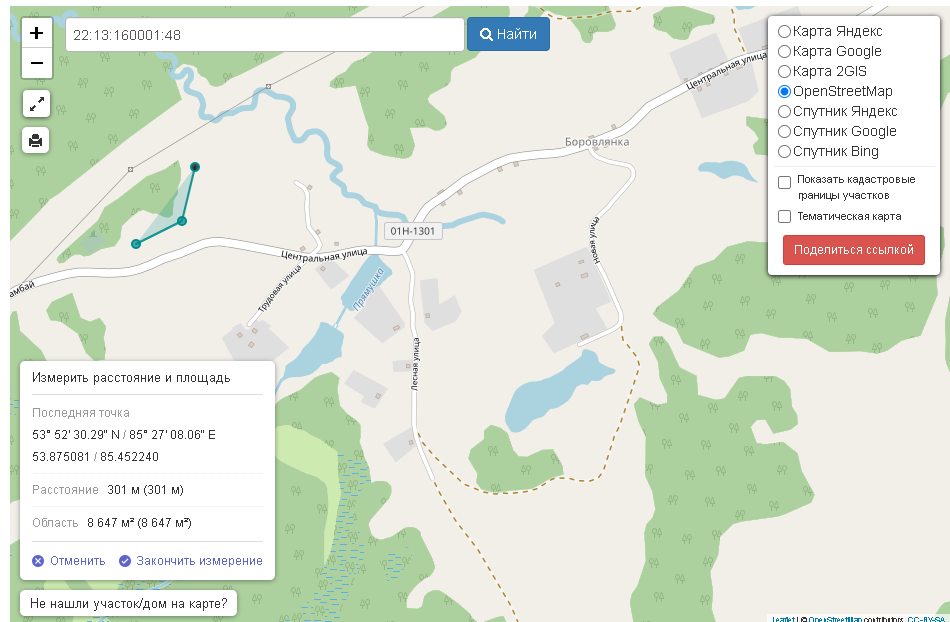 +
22:13:160001:48
Найти
−
Карта Яндекс
Карта Google
Карта 2GIS
OpenStreetMap
Спутник Яндекс
Спутник Google
Спутник Bing
Показать кадастровые
границы участков
Тематическая карта
Поделиться ссылкой
Центральная улица
Боровлянка
01Н-1301
Новая улица
Центральная улица
Трудовая улица
Прямушка
амбай
Лесная улица
Измерить расстояние и площадь
Последняя точка
53° 52' 30.29" N / 85° 27' 08.06" E
53.875081 / 85.452240
Расстояние 301 м (301 м)
Область 8 647 м² (8 647 м²)
Отменить Закончить измерение
Не нашли участок/дом на карте?
Leaflet | © OpenStreetMap contributors, CC-BY-SA